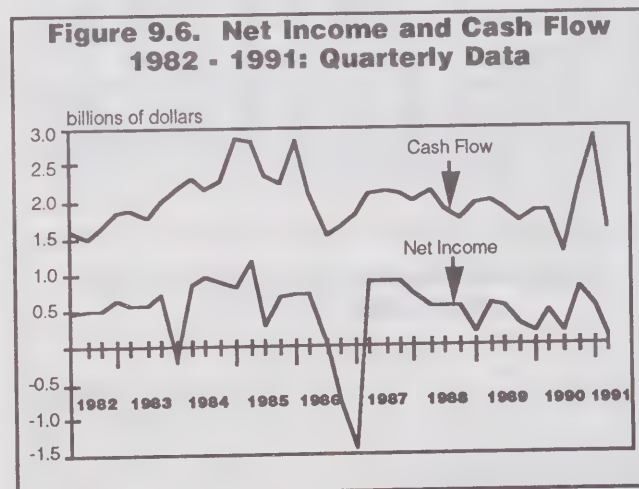 Figure 9.6. Net Income and Cash Flow
1982 - 1991: Quarterly Data
billions of dollars
3.0
2.5
2.0
1.5
1.0
0.5
-0.5
-1.0
-1.5
Cash Flow
Net Income
1982 1983 1984 1985 1986 1987 1988 1989 1990 1991